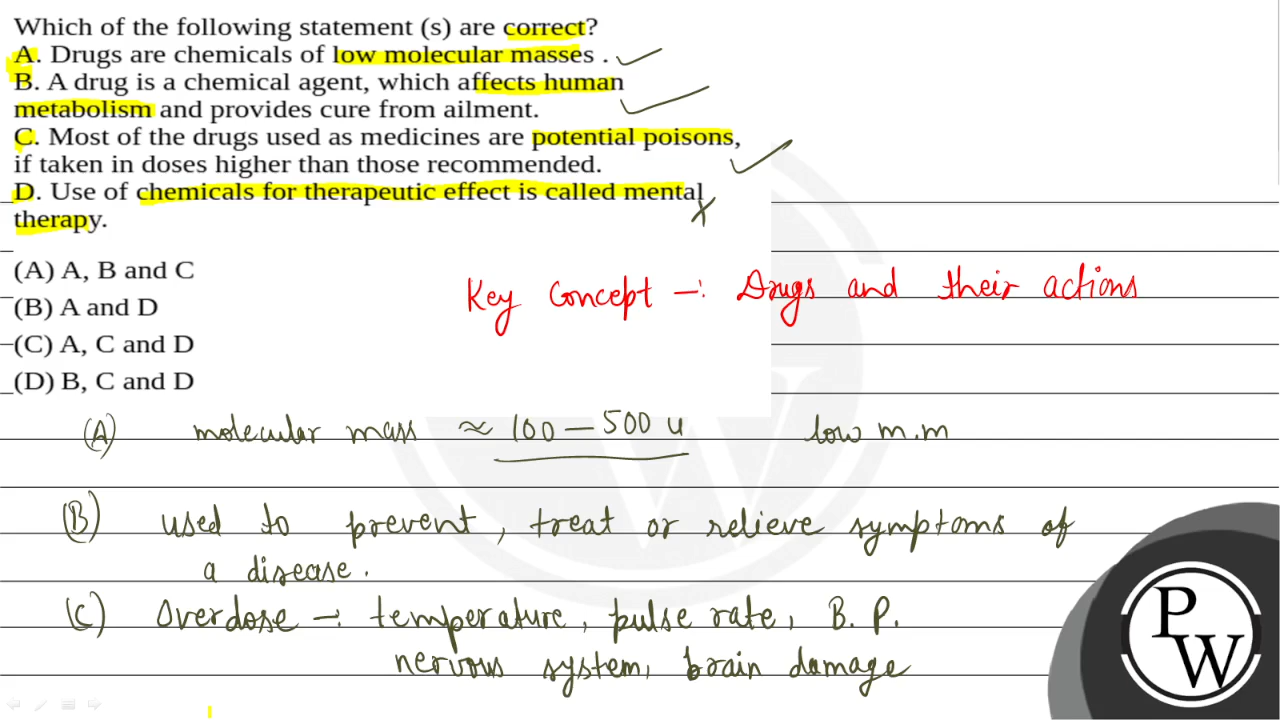 Which of the following statement (s) are correct?
A. Drugs are chemicals of low molecular masses .
B. A drug is a chemical agent, which affects human
metabolism and provides cure from ailment.
C. Most of the drugs used as medicines are potential poisons,
if taken in doses higher than those recommended.
D. Use of chemicals for therapeutic effect is called mental
therapy.
(A) A, B and C
(B) A and D
(C) A, C and D
(D) B, C and D
Key Concept -: Drugs and their actions
(A) molecular mass ≈ 100 - 500 u low m.m
(B) used to prevent, treat or relieve symptoms of
a disease.
(C) Overdose -: temperature, pulse rate, B.P.
nervous system, brain damage
P
W